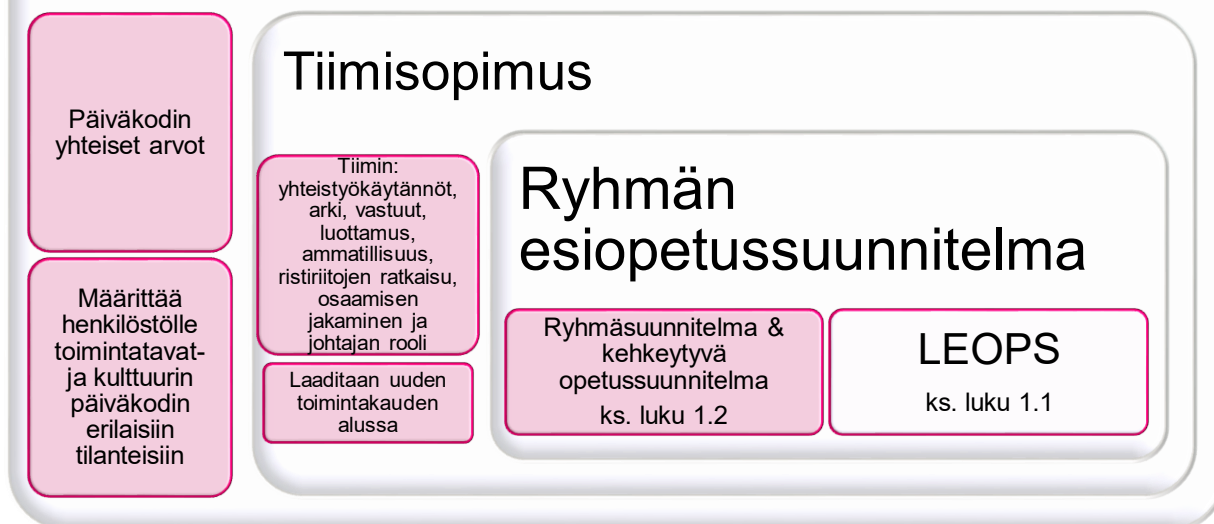 Päiväkodin
yhteiset arvot
Määrittää
henkilöstölle
toimintatavat-
ja kulttuurin
päiväkodin
erilaisiin
tilanteisiin
Tiimisopimus
Tiimin:
yhteistyökäytännöt,
arki, vastuut,
luottamus,
ammatillisuus,
ristiriitojen ratkaisu,
osaamisen
jakaminen ja
johtajan rooli
Laaditaan uuden
toimintakauden
alussa
Ryhmän
esiopetussuunnitelma
Ryhmäsuunnitelma &
kehkeytyvä
opetussuunnitelma
ks. luku 1.2
LEOPS
ks. luku 1.1